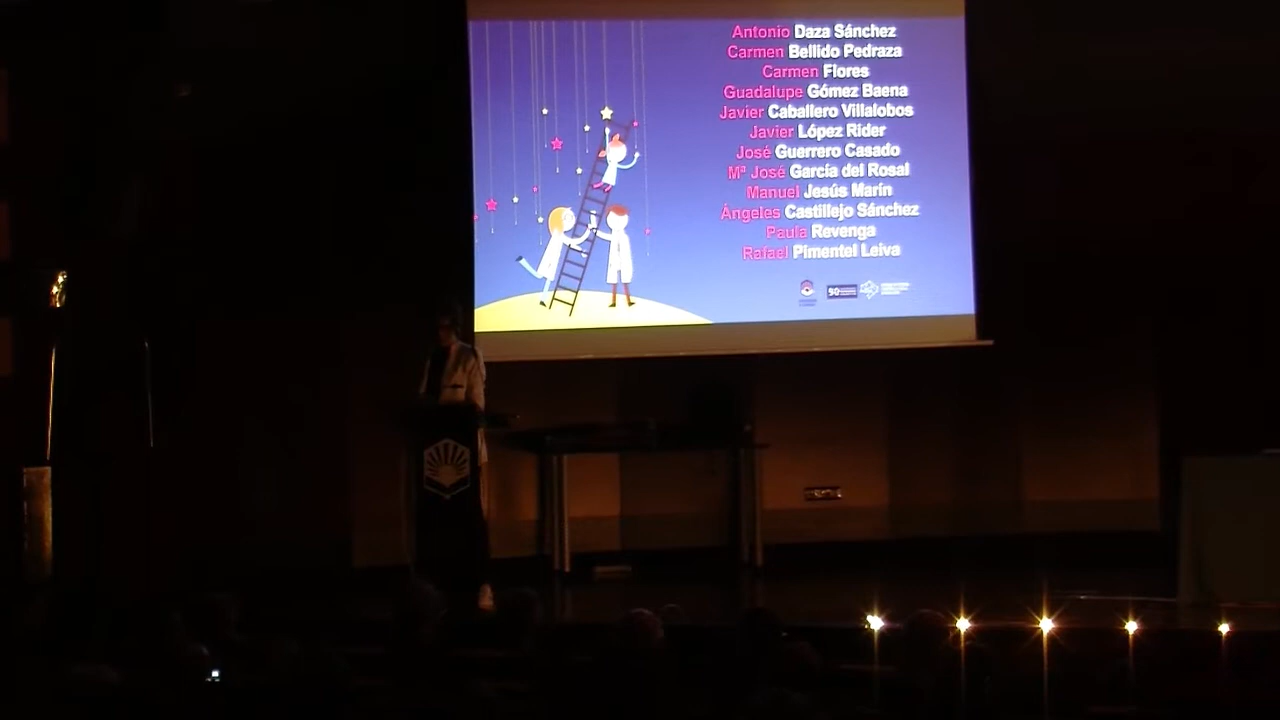 Antonio Daza Sánchez
Carmen Bellido Pedraza
Carmen Flores
Guadalupe Gómez Baena
Javier Caballero Villalobos
Javier López Rider
José Guerrero Casado
Mª José García del Rosal
Manuel Jesús Marín
Ángeles Castillejo Sánchez
Paula Revenga
Rafael Pimentel Leiva
50